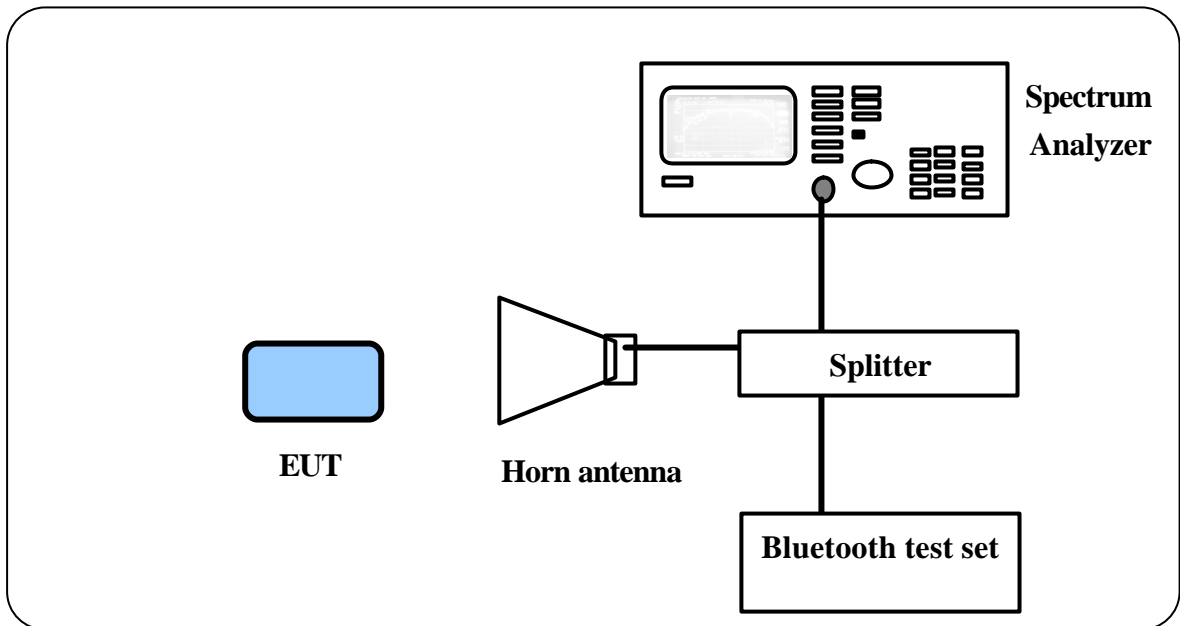 Spectrum
Analyzer
Splitter
EUT
Horn antenna
Bluetooth test set